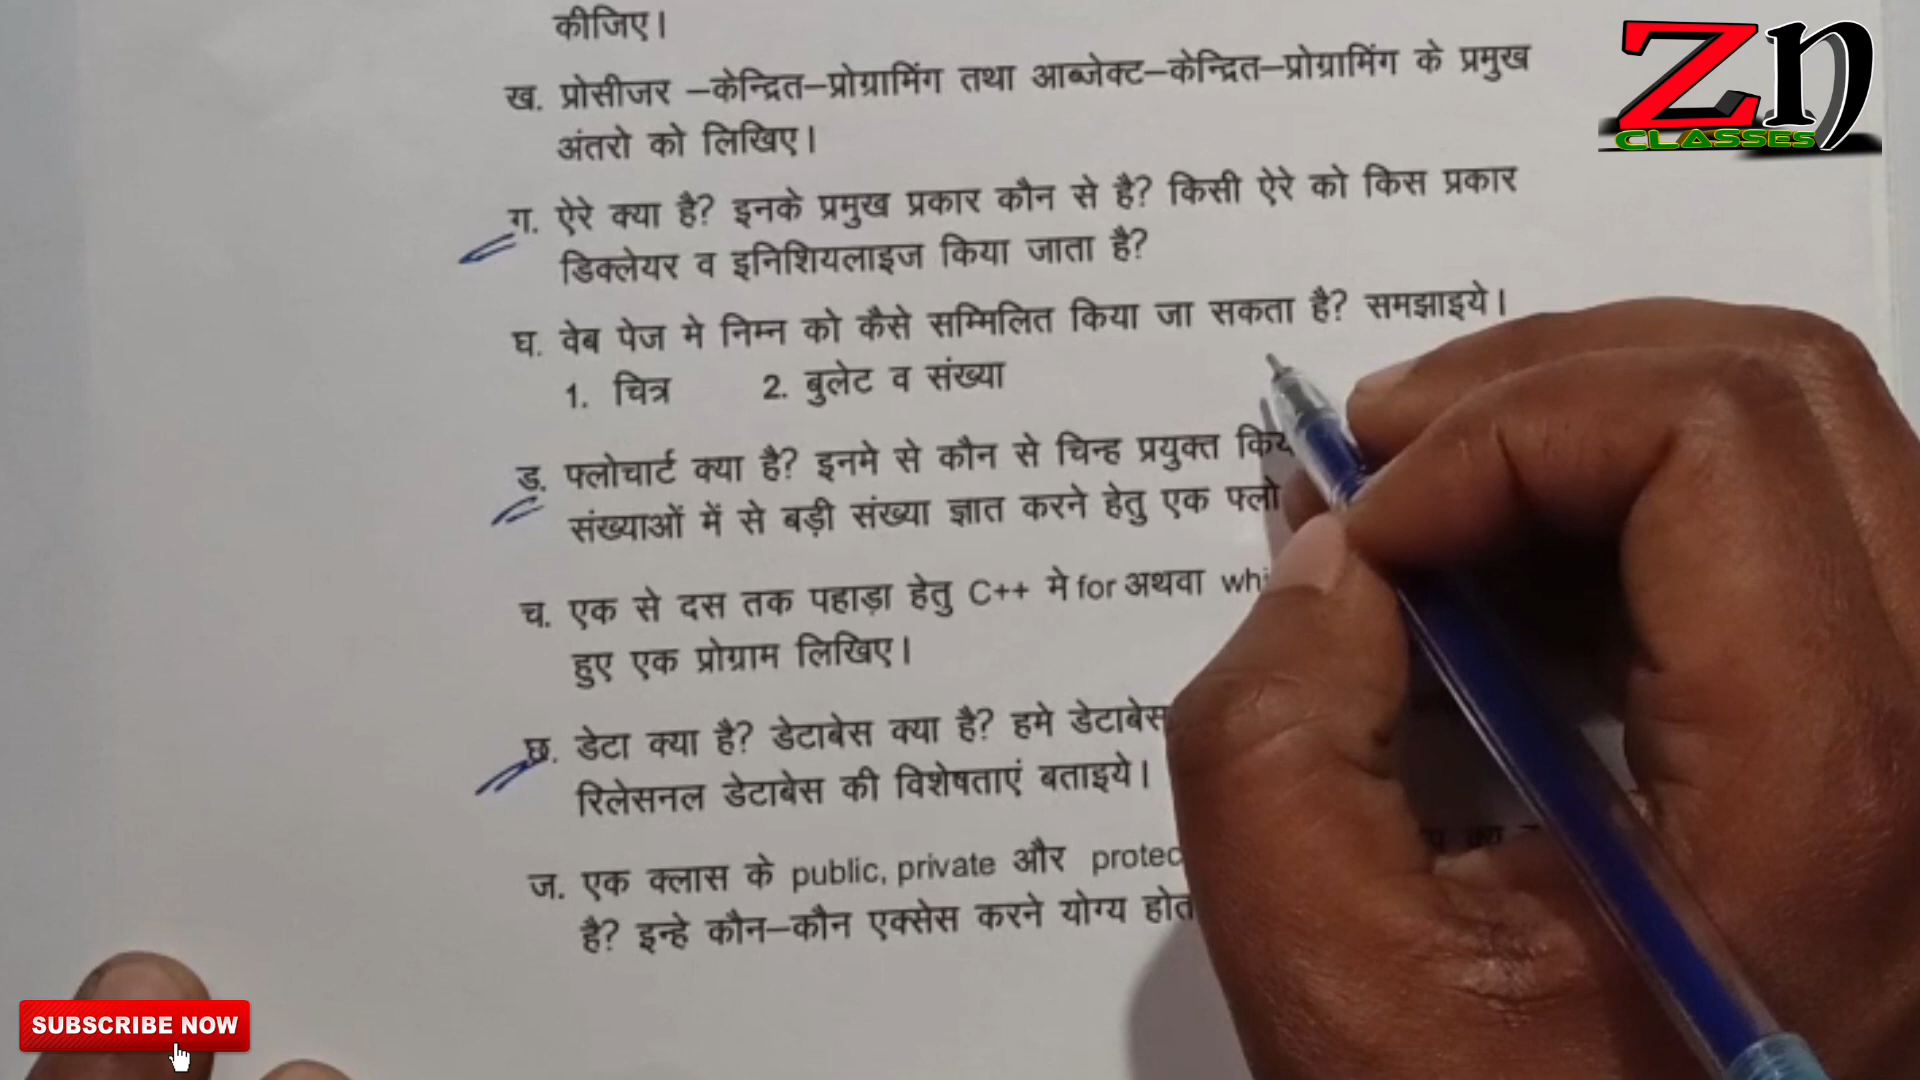 कीजिए।
ख. प्रोसीजर –केन्द्रित–प्रोग्रामिंग तथा आब्जेक्ट–केन्द्रित–प्रोग्रामिंग के प्रमुख
अंतरो को लिखिए।
ग. ऐरे क्या है? इनके प्रमुख प्रकार कौन से है? किसी ऐरे को किस प्रकार
डिक्लेयर व इनिशियलाइज किया जाता है?
घ. वेब पेज मे निम्न को कैसे सम्मिलित किया जा सकता है? समझाइये।
1. चित्र 2. बुलेट व संख्या
ड. फ्लोचार्ट क्या है? इनमे से कौन से चिन्ह प्रयुक्त
संख्याओं में से बड़ी संख्या ज्ञात करने हेतु एक फ्लो
च. एक से दस तक पहाड़ा हेतु C++ मे for अथवा whi
हुए एक प्रोग्राम लिखिए।
छ. डेटा क्या है? डेटाबेस क्या है? हमे डेटाबेस
रिलेसनल डेटाबेस की विशेषताएं बताइये।
ज. एक क्लास के public, private और protec
है? इन्हे कौन–कौन एक्सेस करने योग्य होत
Zn
CLASSES
SUBSCRIBE NOW